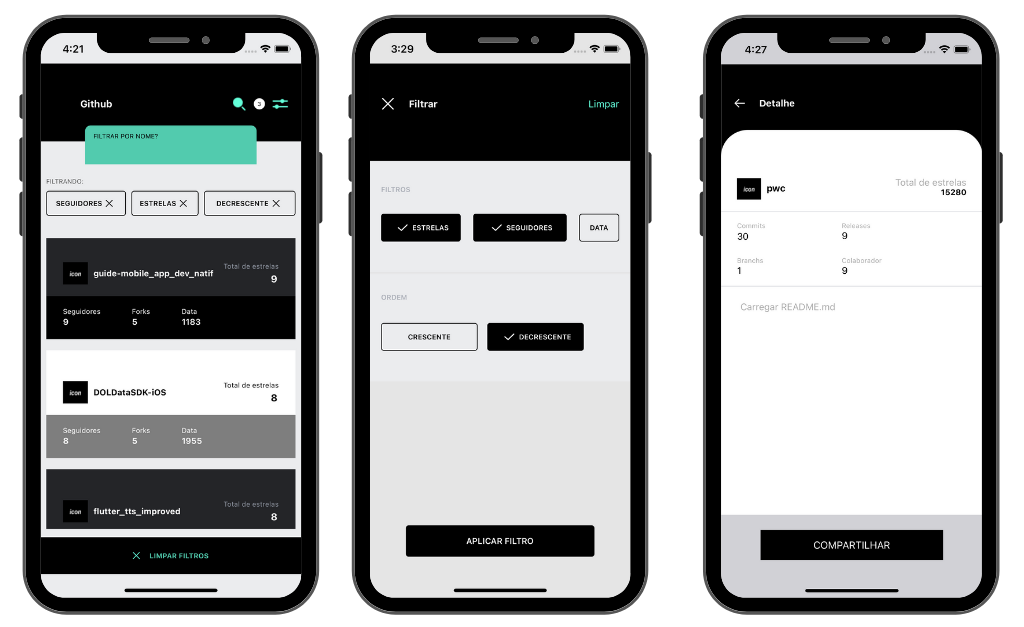 4:21
Github
3
FILTRAR POR NOME?
FILTRANDO:
SEGUIDORES
ESTRELAS
DECRESCENTE
icon
guide-mobile_app_dev_natif
Total de estrelas
9
Seguidores
Forks
Data
9
5
1183
icon
DOLDataSDK-iOS
Total de estrelas
8
Seguidores
Forks
Data
8
5
1955
icon
flutter_tts_improved
Total de estrelas
8
LIMPAR FILTROS
3:29
Filtrar
Limpar
FILTROS
ESTRELAS
SEGUIDORES
DATA
ORDEM
CRESCENTE
DECRESCENTE
APLICAR FILTRO
4:27
Detalhe
icon
pwc
Total de estrelas
15280
Commits
Releases
30
9
Branchs
Colaborador
1
9
Carregar README.md
COMPARTILHAR